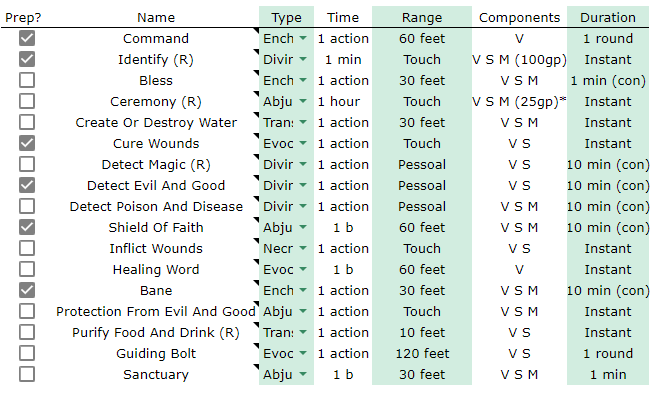 Prep? Name Type Time Range Components Duration
Command Ench 1 action 60 feet V 1 round
Identify (R) Divir 1 min Touch V S M (100gp) Instant
Bless Ench 1 action 30 feet V S M 1 min (con)
Ceremony (R) Abju 1 hour Touch V S M (25gp)* Instant
Create Or Destroy Water Trans 1 action 30 feet V S M Instant
Cure Wounds Evoc 1 action Touch V S Instant
Detect Magic (R) Divir 1 action Pessoal V S 10 min (con)
Detect Evil And Good Divir 1 action Pessoal V S 10 min (con)
Detect Poison And Disease Divir 1 action Pessoal V S M 10 min (con)
Shield Of Faith Abju 1 b 60 feet V S M 10 min (con)
Inflict Wounds Necr 1 action Touch V S Instant
Healing Word Evoc 1 b 60 feet V Instant
Bane Ench 1 action 30 feet V S M 10 min (con)
Protection From Evil And Good Abju 1 action Touch V S M Instant
Purify Food And Drink (R) Trans 1 action 10 feet V S Instant
Guiding Bolt Evoc 1 action 120 feet V S 1 round
Sanctuary Abju 1 b 30 feet V S M 1 min